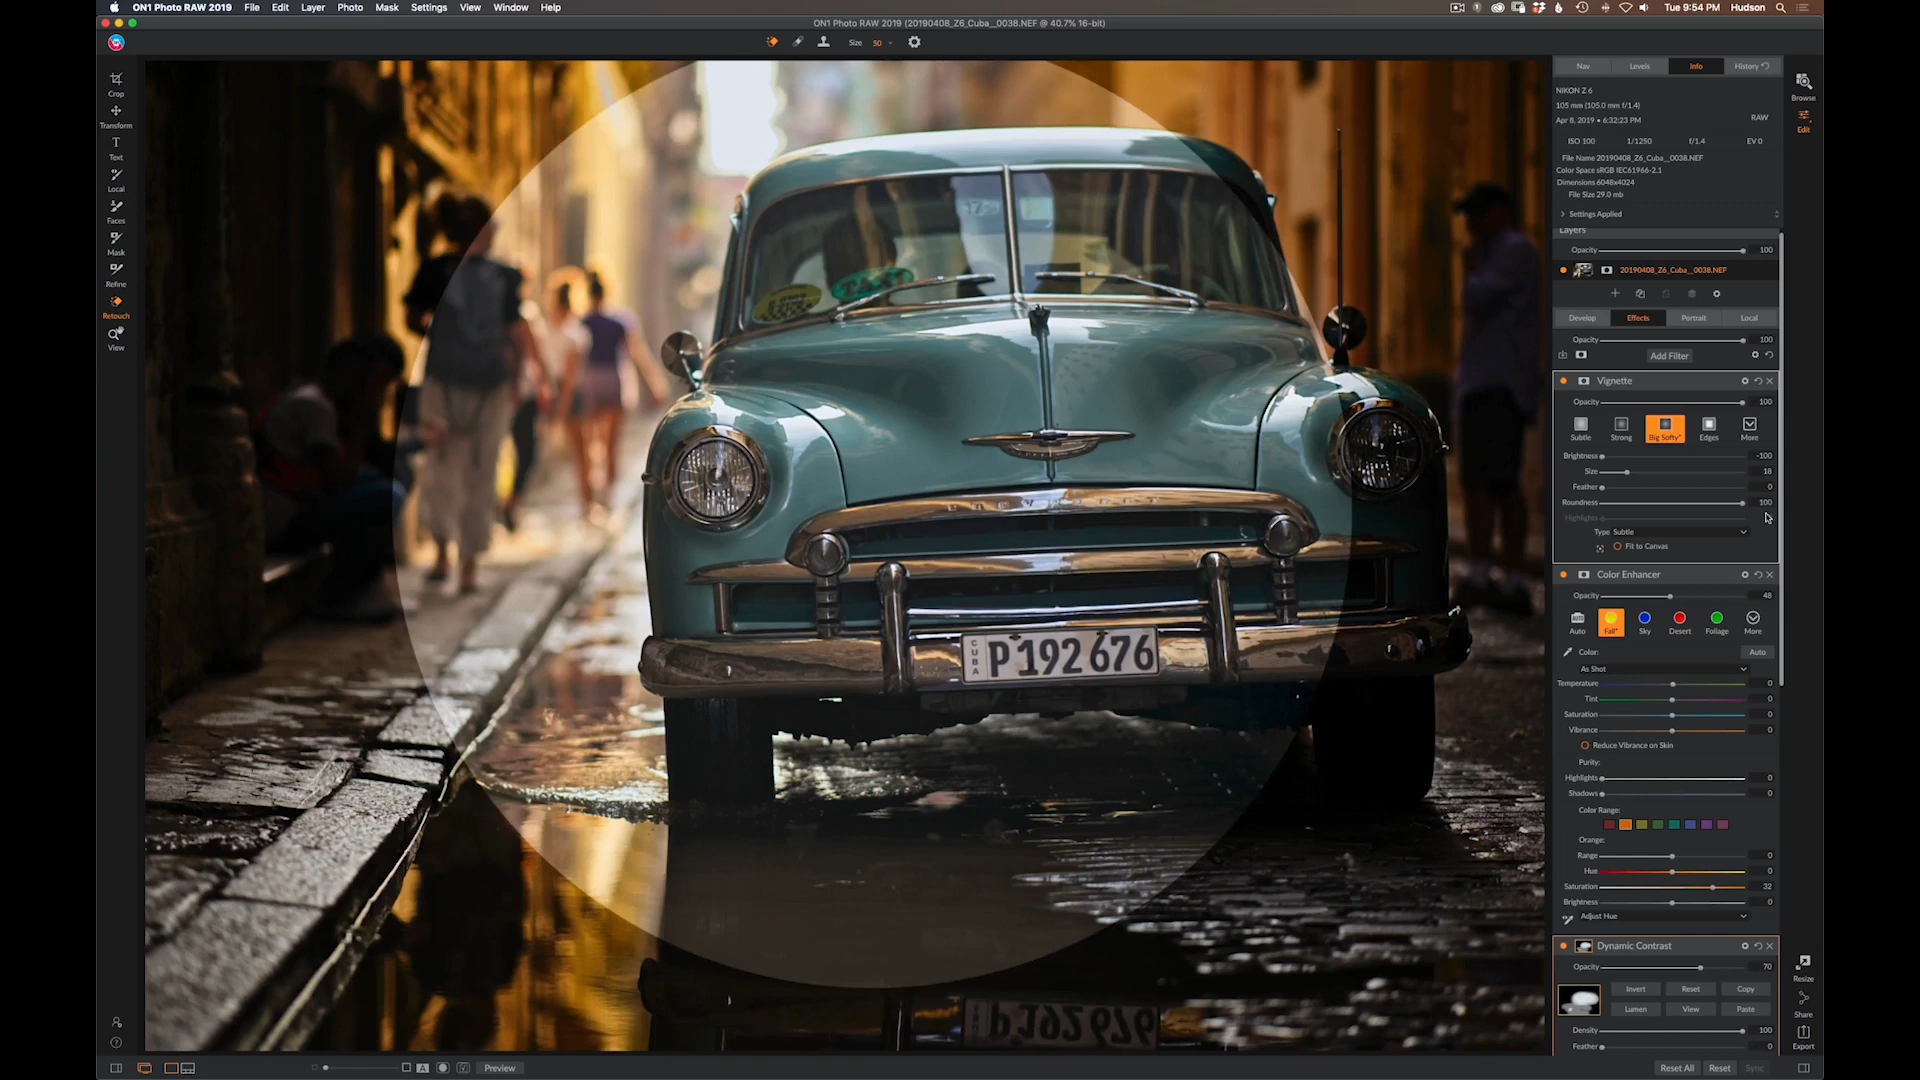 ON1 Photo RAW 2019 File Edit Layer Photo Mask Settings View Window Help
Tue 9:54 PM Hudson
ON1 Photo RAW 2019 (20190408_Z6_Cuba__0038.NEF @ 40.7% 16-bit)
Size 50
Crop
Transform
Text
Local
Faces
Mask
Refine
Retouch
View
CHEVROLET
TAXI
CUBA
P192 676
Nav Levels Info History
NIKON Z 6
105 mm (105.0 mm f/1.4)
Apr 8, 2019 • 6:32:23 PM
RAW
ISO 100 1/1250 f/1.4 EV 0
File Name 20190408_Z6_Cuba__0038.NEF
Color Space sRGB IEC61966-2.1
Dimensions 6048x4024
File Size 29.0 mb
Settings Applied
Layers
Opacity 100
20190408_Z6_Cuba__0038.NEF
Develop Effects Portrait Local
Opacity 100
Add Filter
Vignette
Opacity 100
Subtle Strong Big Softy* Edges More
Brightness -100
Size 18
Feather 0
Roundness 100
Highlights
Type Subtle
Fit to Canvas
Color Enhancer
Opacity 48
Auto Fall* Sky Desert Foliage More
Color: Auto
As Shot
Temperature 0
Tint 0
Saturation 0
Vibrance 0
Reduce Vibrance on Skin
Purity:
Highlights 0
Shadows 0
Color Range:
Orange:
Range 0
Hue 0
Saturation 32
Brightness 0
Adjust Hue
Dynamic Contrast
Opacity 70
Invert Reset Copy
Lumen View Paste
Density 100
Feather 0
Browse
Edit
Resize
Share
Export
A
Preview
Reset All Reset Sync